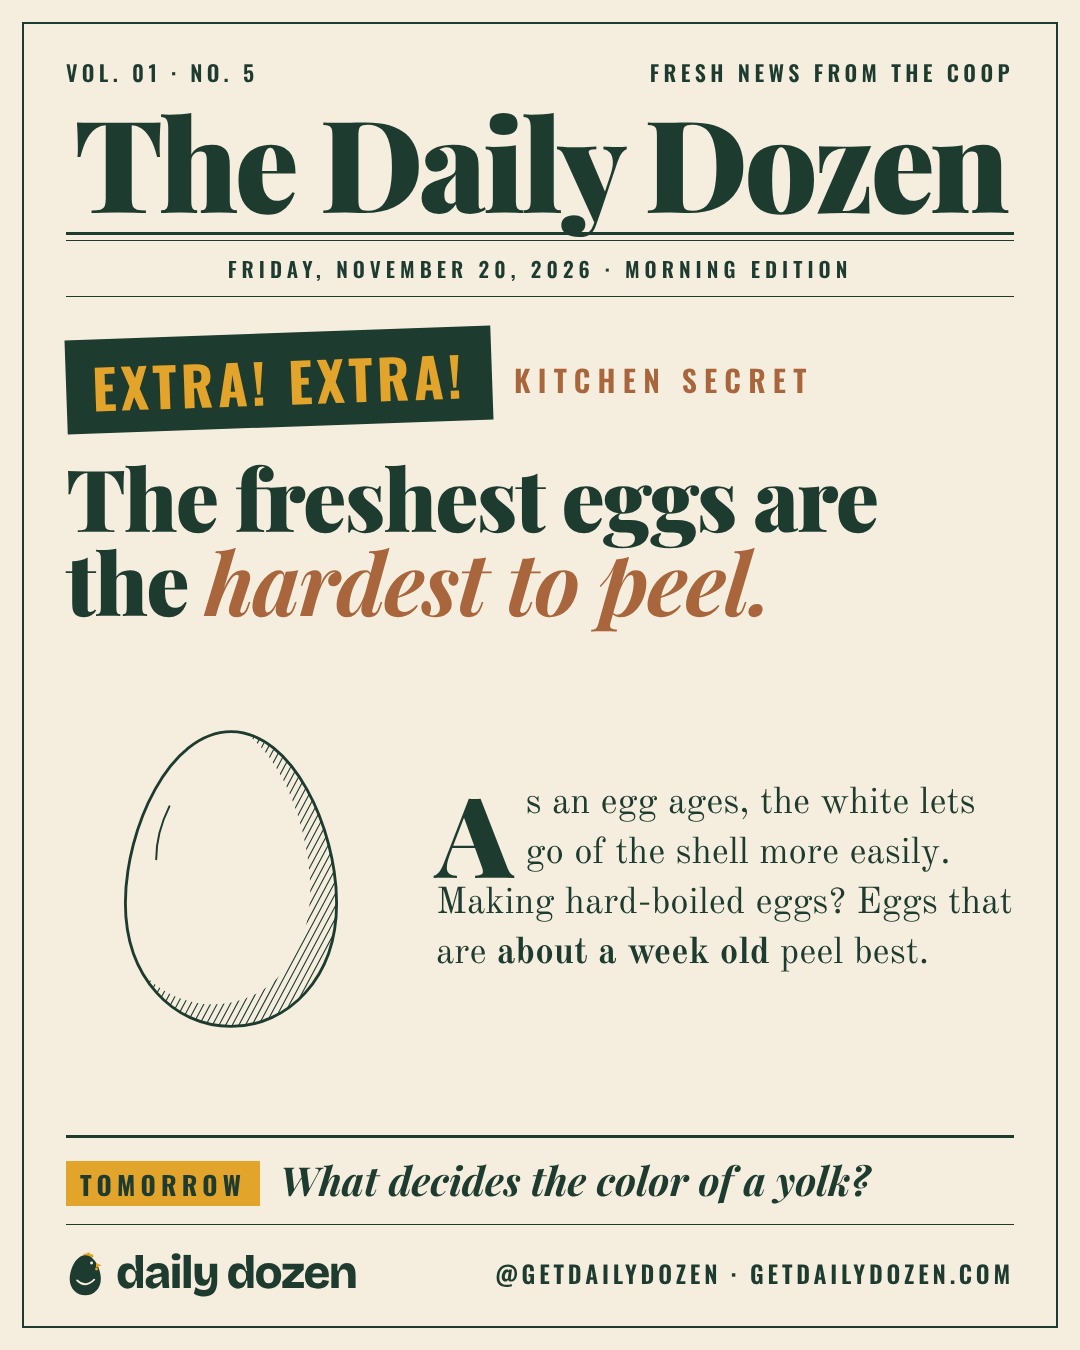 VOL. 01 · NO. 5
FRESH NEWS FROM THE COOP
The Daily Dozen
FRIDAY, NOVEMBER 20, 2026 · MORNING EDITION
EXTRA! EXTRA!
KITCHEN SECRET
The freshest eggs are
the hardest to peel.
As an egg ages, the white lets
go of the shell more easily.
Making hard-boiled eggs? Eggs that
are about a week old peel best.
TOMORROW
What decides the color of a yolk?
daily dozen
@GETDAILYDOZEN · GETDAILYDOZEN.COM